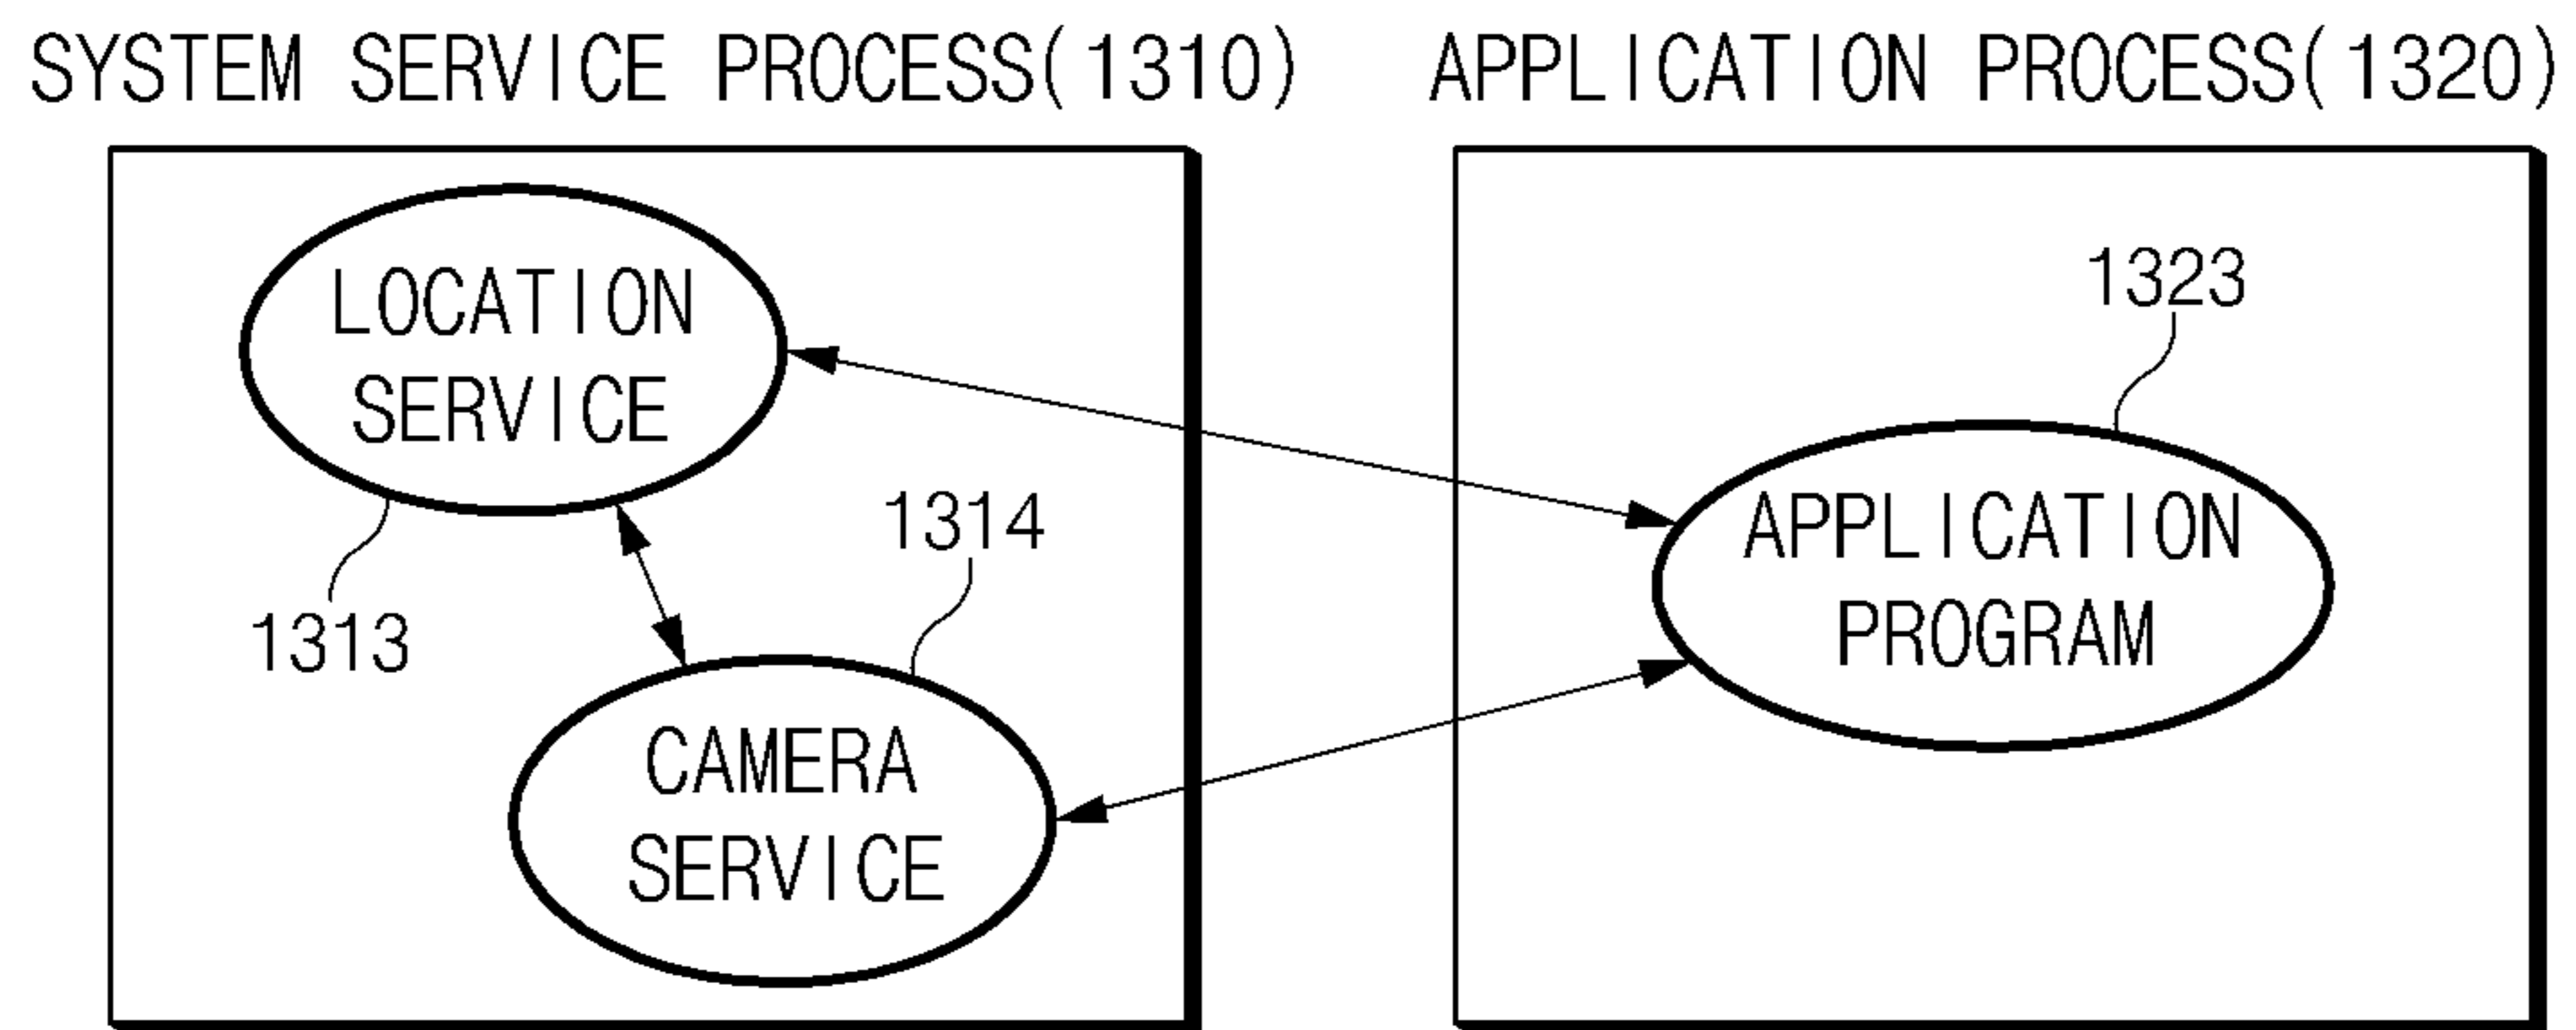 SYSTEM SERVICE PROCESS(1310)
APPLICATION PROCESS(1320)
LOCATION
SERVICE
1313
1314
CAMERA
SERVICE
1323
APPLICATION
PROGRAM